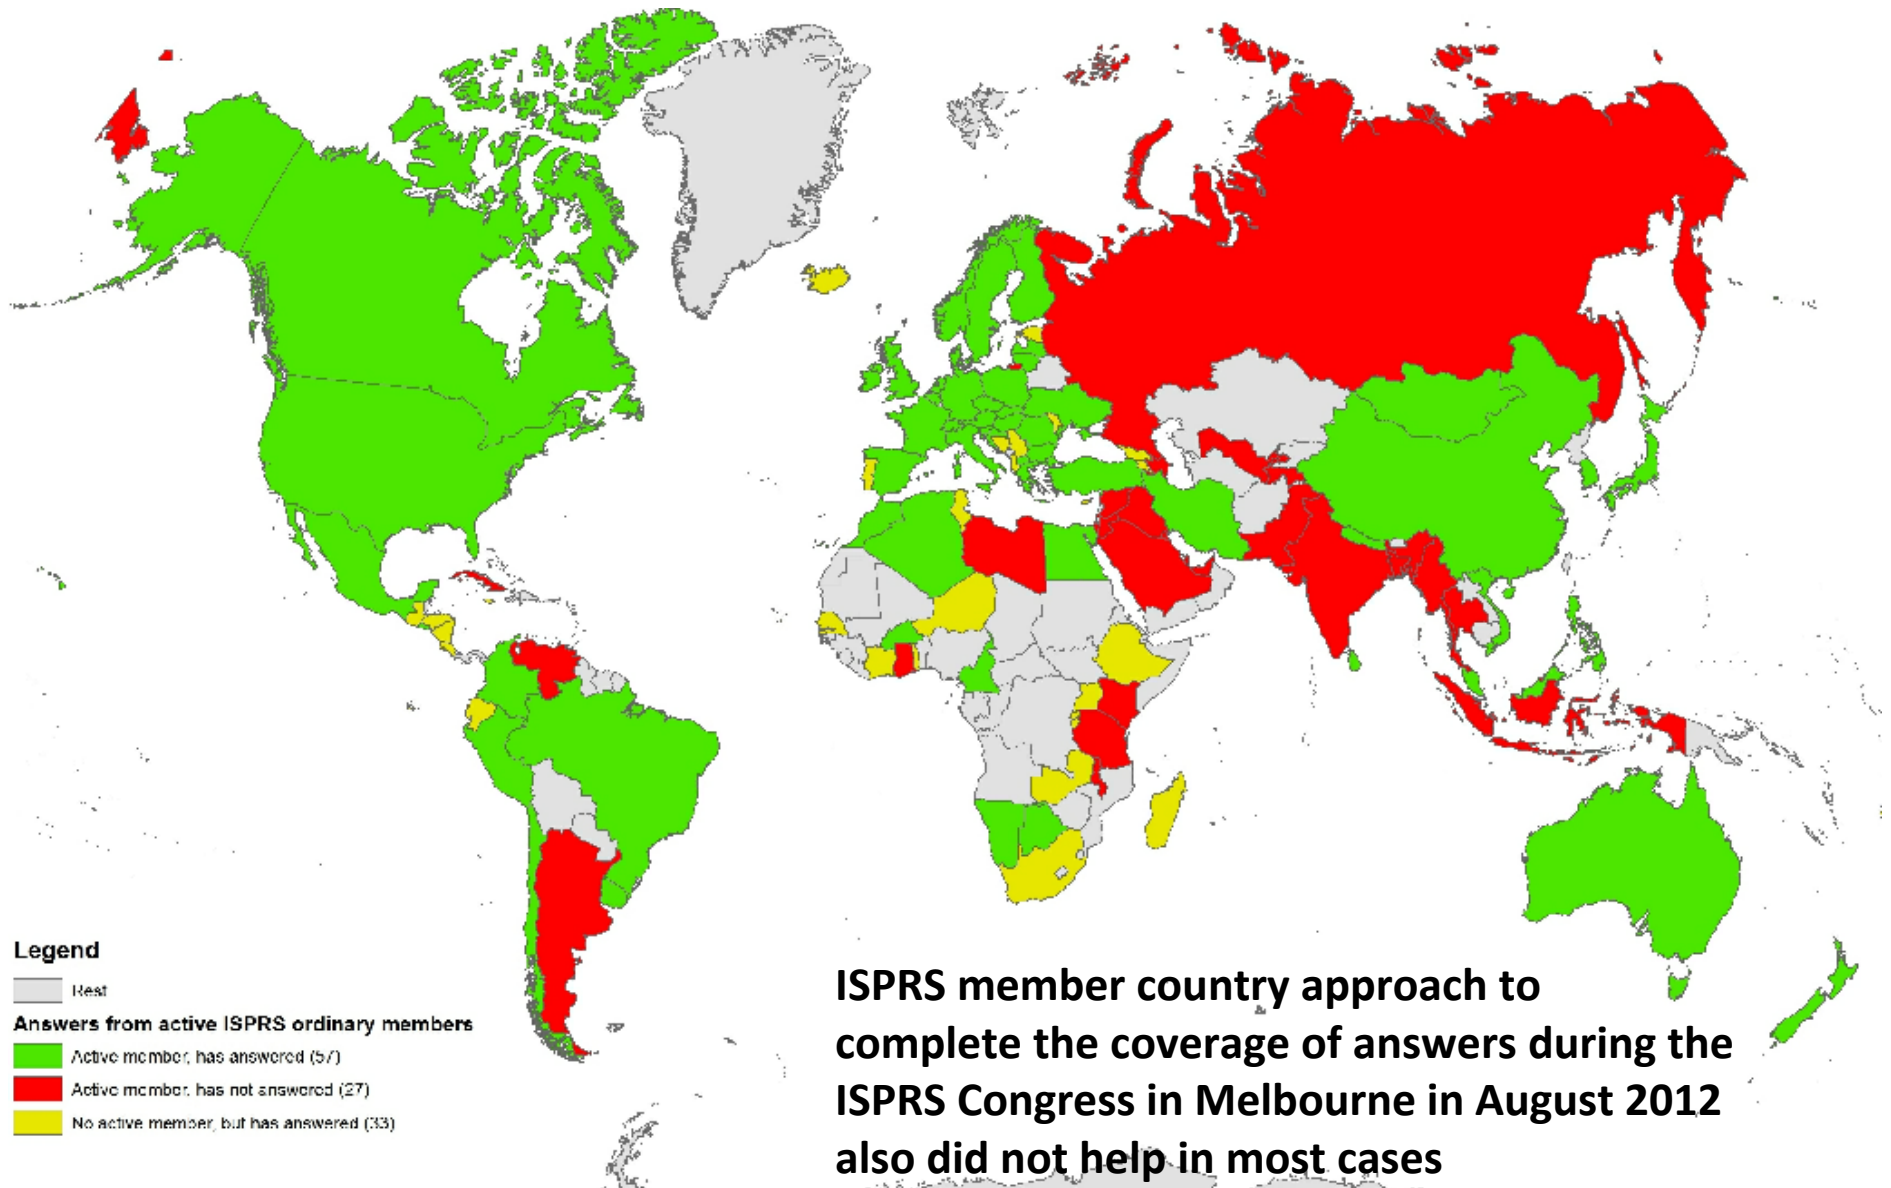 Legend
Rest
Answers from active ISPRS ordinary members
Active member, has answered (57)
Active member, has not answered (27)
No active member, but has answered (33)
ISPRS member country approach to
complete the coverage of answers during the
ISPRS Congress in Melbourne in August 2012
also did not help in most cases